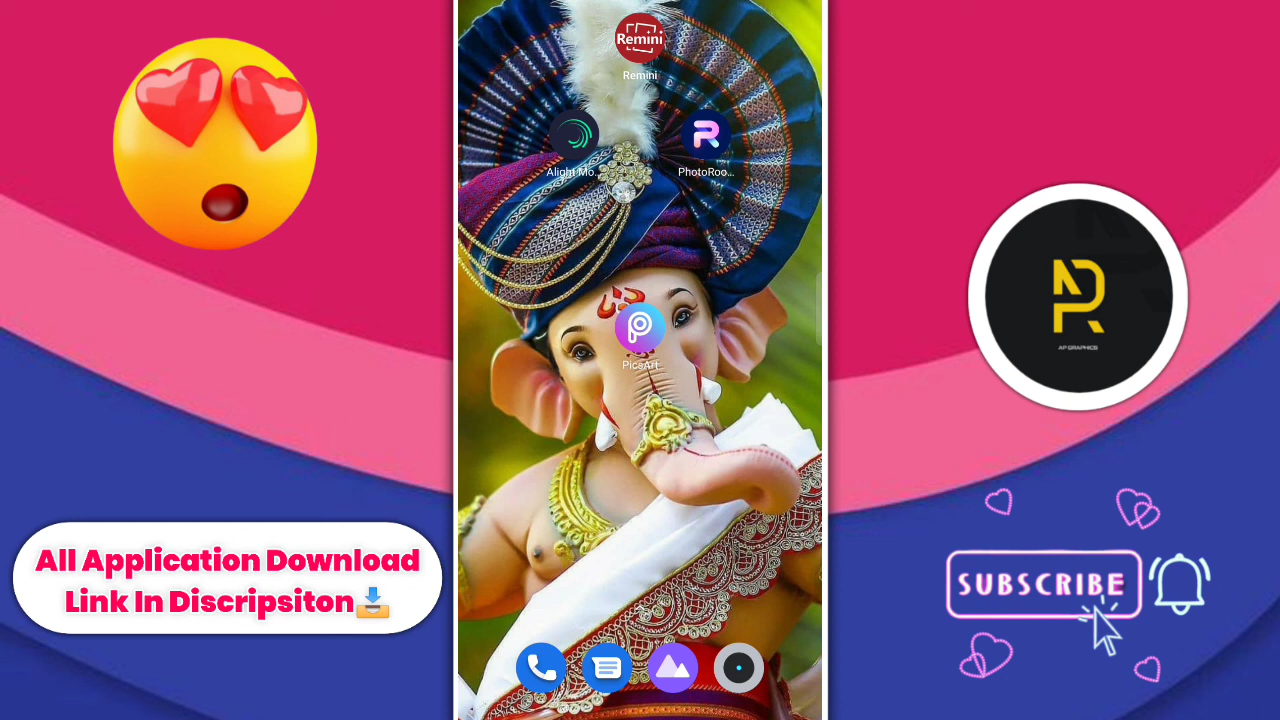 Remini
Remini
Alight Mo...
PhotoRoo...
PicsArt
AP GRAPHICS
All Application Download
Link In Discripsiton
SUBSCRIBE